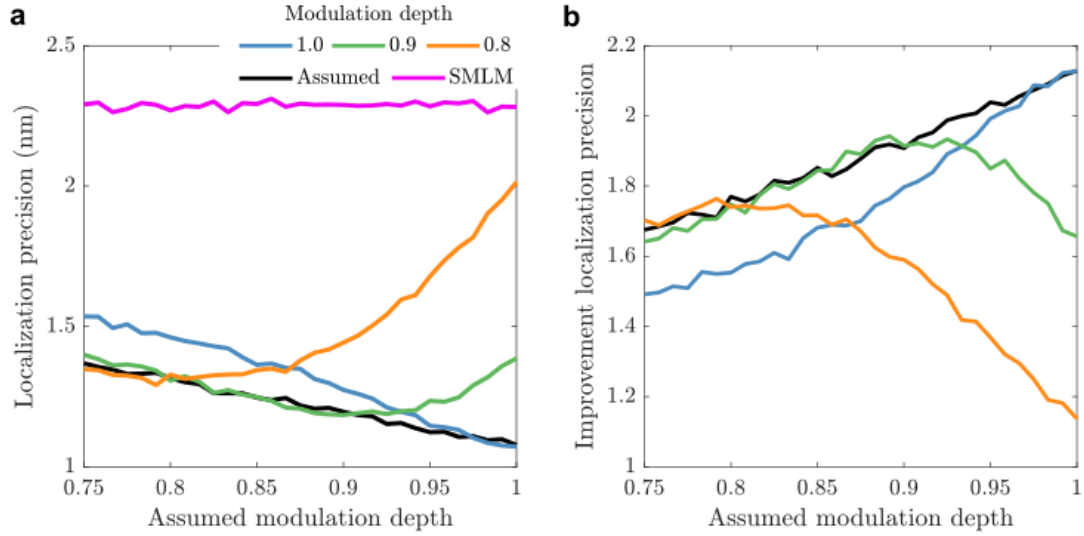 a
Modulation depth
1.0 0.9 0.8
Assumed SMLM
2.5
2
1.5
1
0.75 0.8 0.85 0.9 0.95 1
Localization precision (nm)
Assumed modulation depth
b
2.2
2
1.8
1.6
1.4
1.2
1
0.75 0.8 0.85 0.9 0.95 1
Improvement localization precision
Assumed modulation depth